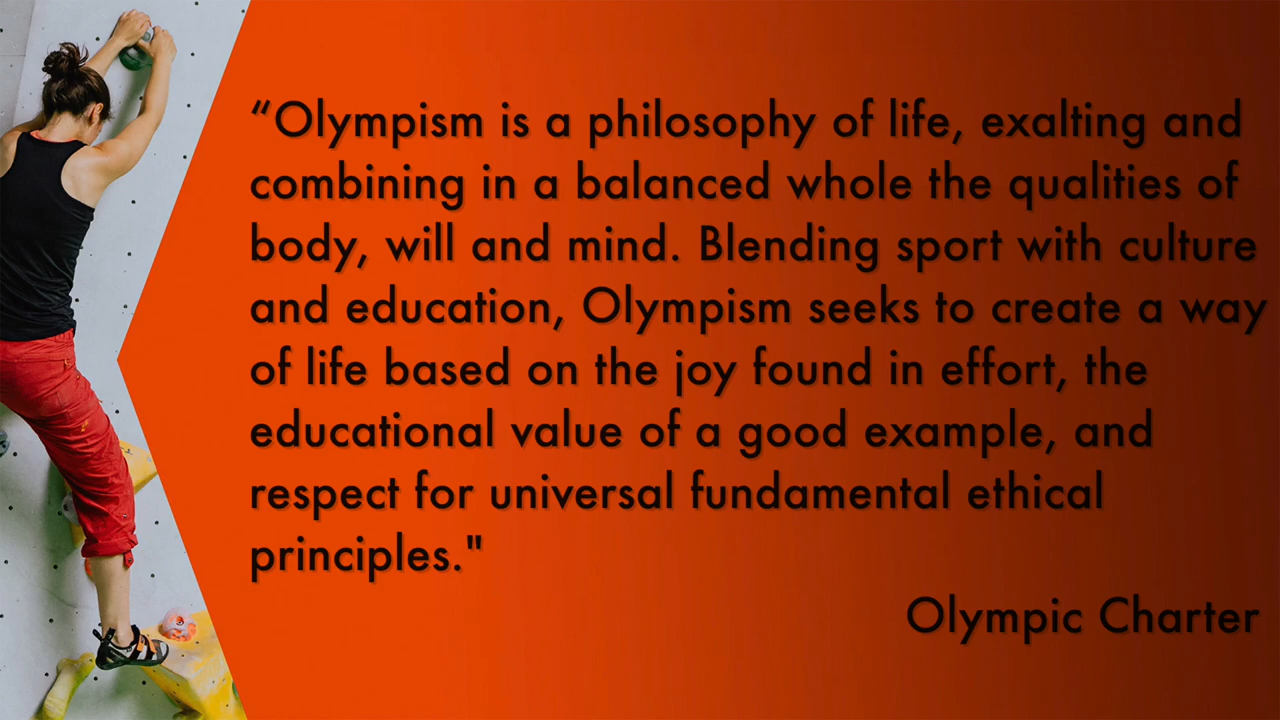 “Olympism is a philosophy of life, exalting and
combining in a balanced whole the qualities of
body, will and mind. Blending sport with culture
and education, Olympism seeks to create a way
of life based on the joy found in effort, the
educational value of a good example, and
respect for universal fundamental ethical
principles."
Olympic Charter